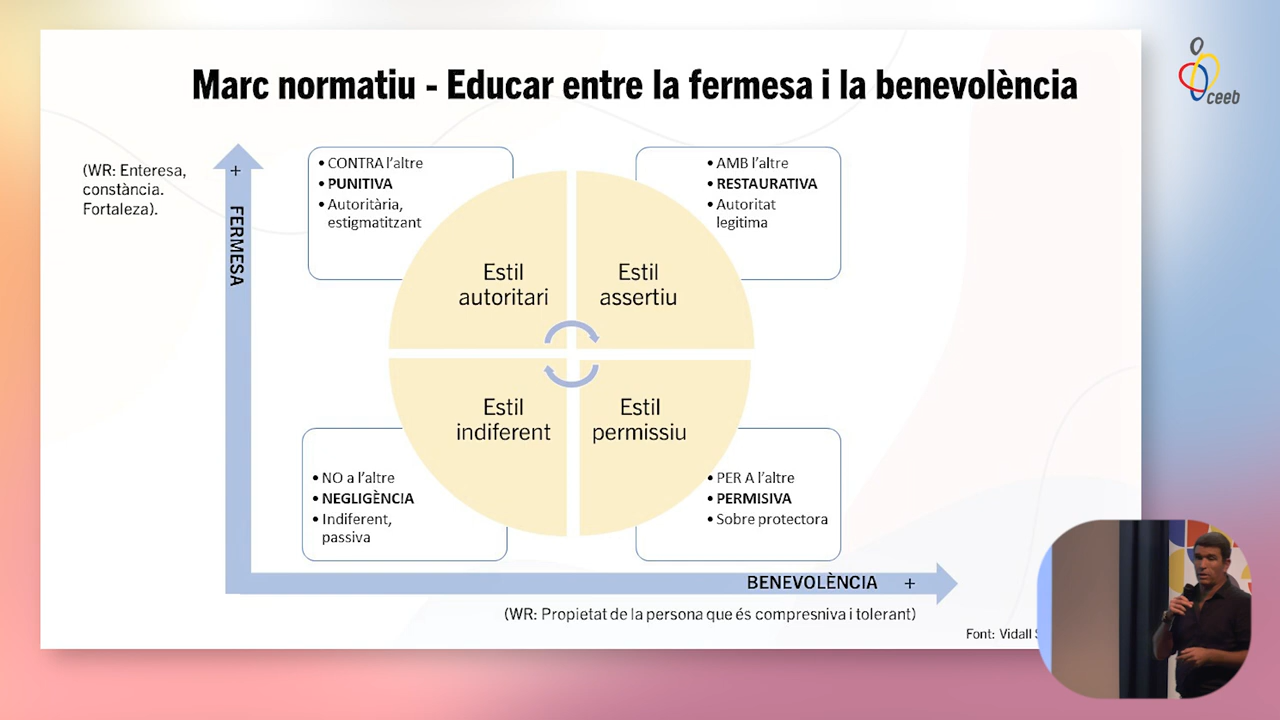 Marc normatiu - Educar entre la fermesa i la benevolència
ceeb
(WR: Enteresa,
constància.
Fortaleza).
+
FERMESA
• CONTRA l'altre
• PUNITIVA
• Autoritària,
estigmatitzant
• AMB l'altre
• RESTAURATIVA
• Autoritat
legitima
Estil
autoritari
Estil
assertiu
Estil
indiferent
Estil
permissiu
• NO a l'altre
• NEGLIGÈNCIA
• Indiferent,
passiva
• PER A l'altre
• PERMISIVA
• Sobre protectora
BENEVOLÈNCIA +
(WR: Propietat de la persona que és compresniva i tolerant)
Font: Vidall